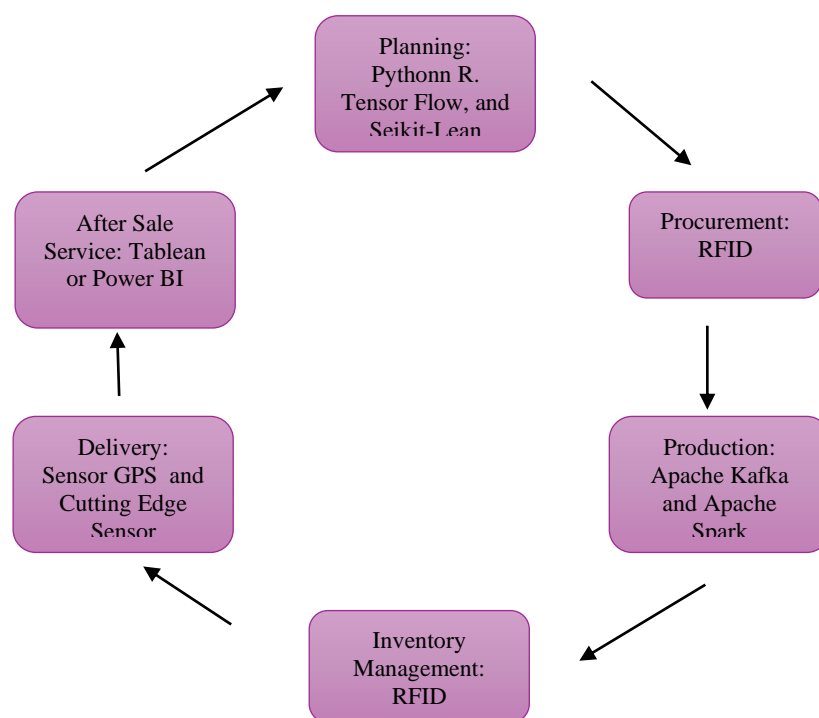 Planning:
Pythonn R.
Tensor Flow, and
Seikit-Lean
Procurement:
RFID
Production:
Apache Kafka
and Apache
Spark
Inventory
Management:
RFID
Delivery:
Sensor GPS and
Cutting Edge
Sensor
After Sale
Service: Tablean
or Power BI